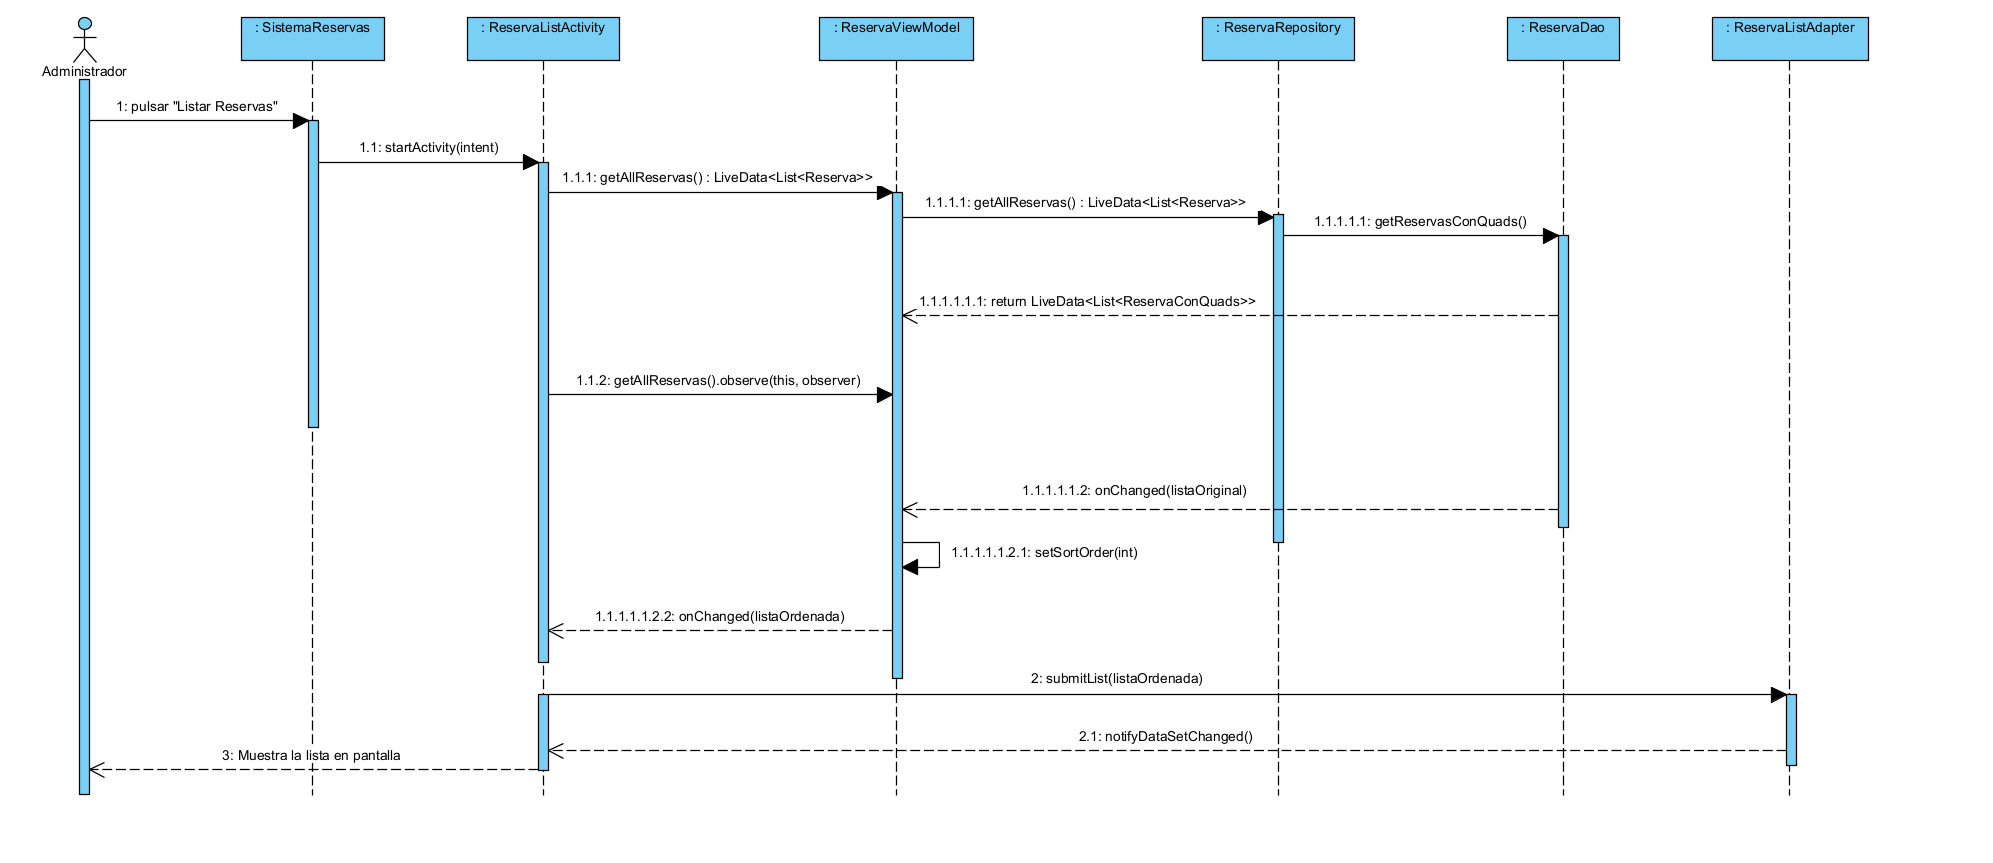 : SistemaReservas
: ReservaListActivity
: ReservaViewModel
: ReservaRepository
: ReservaDao
: ReservaListAdapter
Administrador
1: pulsar "Listar Reservas"
1.1: startActivity(intent)
1.1.1: getAllReservas() : LiveData<List<Reserva>>
1.1.1.1: getAllReservas() : LiveData<List<Reserva>>
1.1.1.1.1: getReservasConQuads()
1.1.1.1.1.1: return LiveData<List<ReservaConQuads>>
1.1.2: getAllReservas().observe(this, observer)
1.1.1.1.1.2: onChanged(listaOriginal)
1.1.1.1.1.2.1: setSortOrder(int)
1.1.1.1.1.2.2: onChanged(listaOrdenada)
2: submitList(listaOrdenada)
2.1: notifyDataSetChanged()
3: Muestra la lista en pantalla